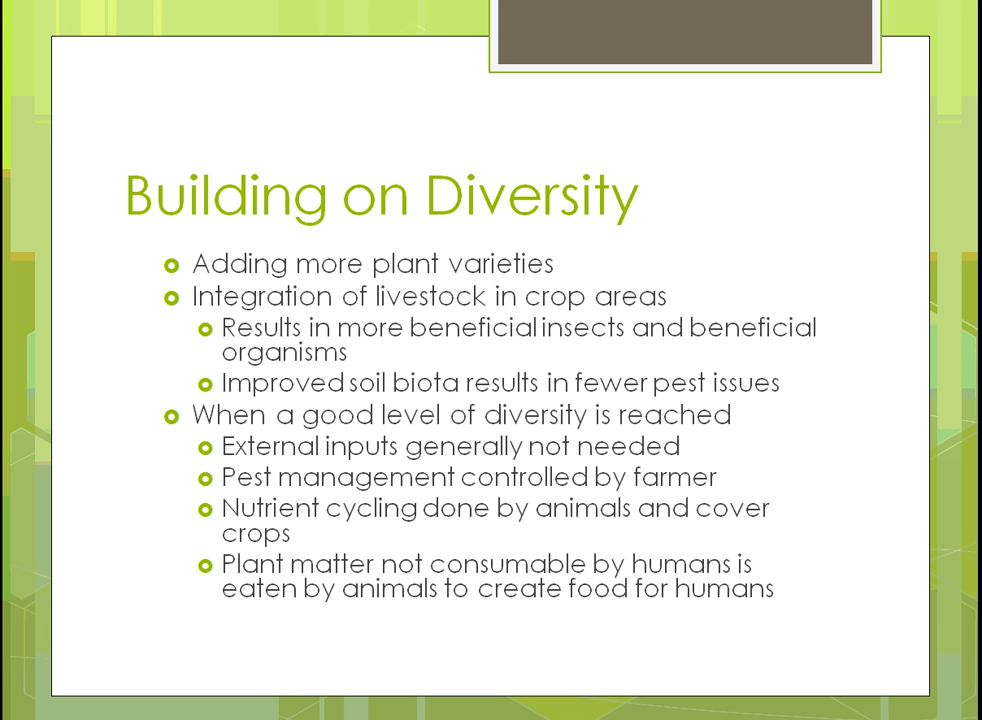 Building on Diversity
Adding more plant varieties
Integration of livestock in crop areas
Results in more beneficial insects and beneficial
organisms
Improved soil biota results in fewer pest issues
When a good level of diversity is reached
External inputs generally not needed
Pest management controlled by farmer
Nutrient cycling done by animals and cover
crops
Plant matter not consumable by humans is
eaten by animals to create food for humans